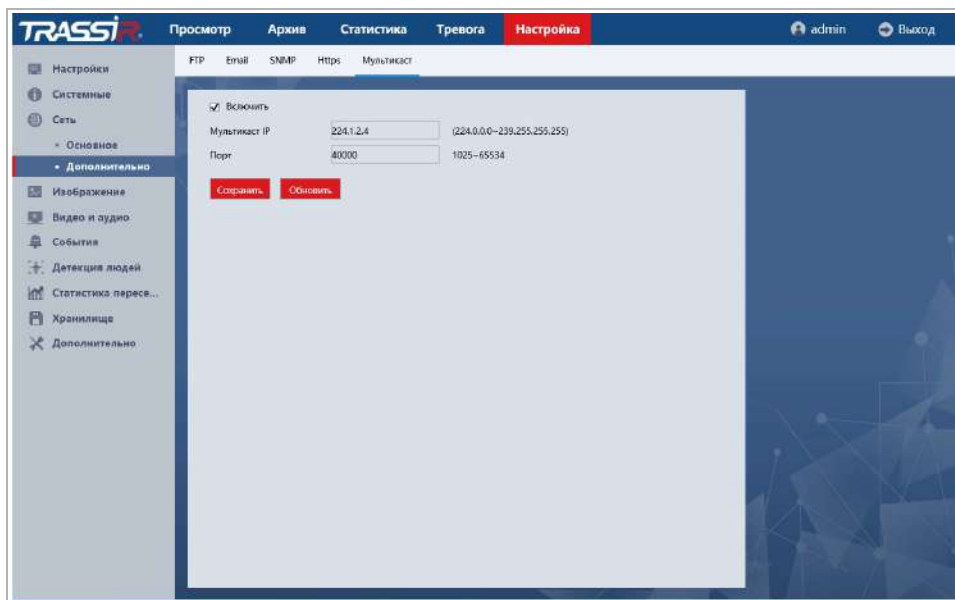 TRASSIR
Просмотр Архив Статистика Тревога Настройка admin Выход
FTP Email SNMP Https Мультикаст
Настройки
Системные
Сеть
Основное
Дополнительно
Изображение
Видео и аудио
События
Детекция людей
Статистика пересе...
Хранилище
Дополнительно
Включить
Мультикаст IP 224.1.2.4 (224.0.0.0~239.255.255.255)
Порт 40000 1025~65534
Сохранить Обновить